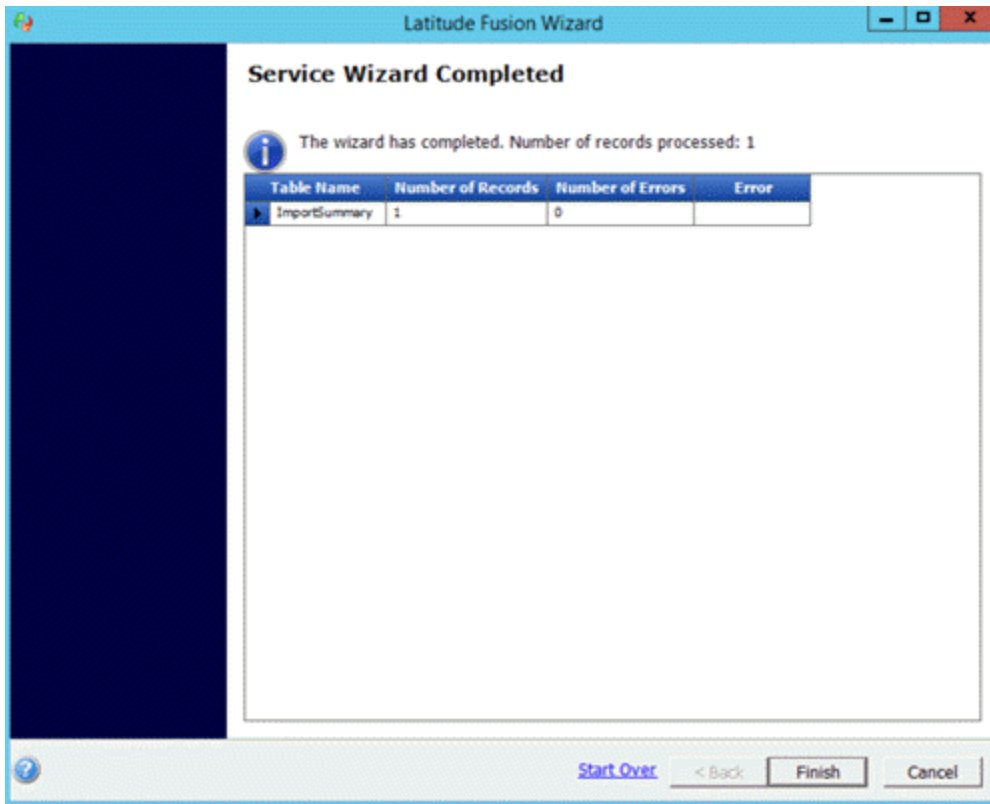 Latitude Fusion Wizard
Service Wizard Completed
The wizard has completed. Number of records processed: 1
Table Name Number of Records Number of Errors Error
ImportSummary 1 0
Start Over < Back Finish Cancel